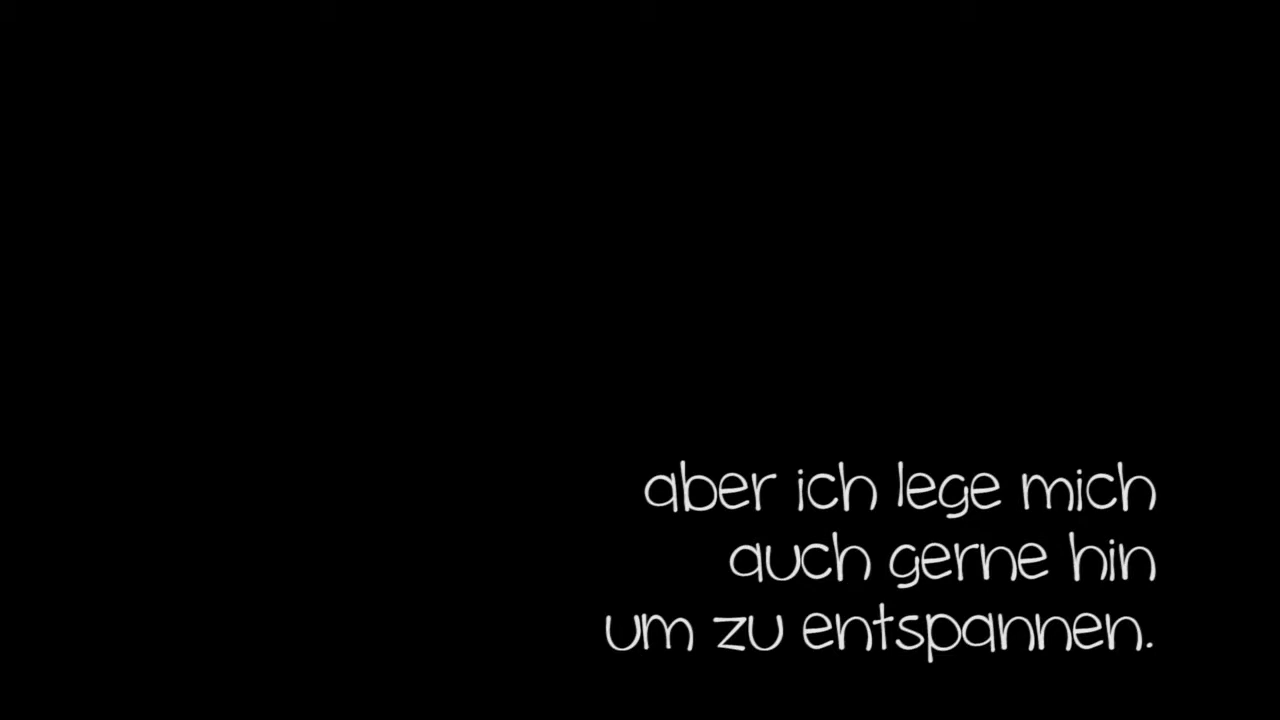 aber ich lege mich
auch gerne hin
um zu entspannen.